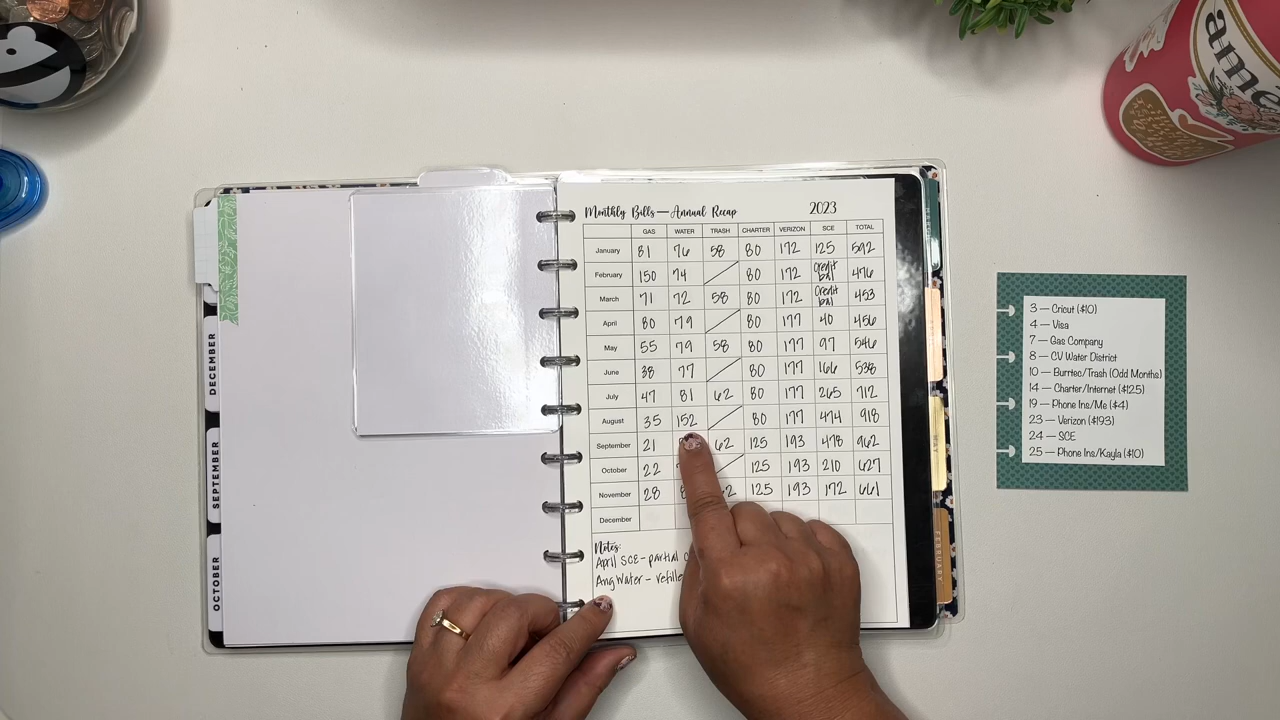 DECEMBER
SEPTEMBER
OCTOBER
Monthly Bills — Annual Recap 2023
GAS WATER TRASH CHARTER VERIZON SCE TOTAL
January 81 76 58 80 172 125 592
February 150 74 80 172 credit bal 476
March 71 72 58 80 172 credit bal 453
April 80 79 80 177 40 456
May 55 79 58 80 177 97 546
June 38 77 80 177 166 538
July 47 81 62 80 177 265 712
August 35 152 80 177 474 918
September 21 62 125 193 478 962
October 22 125 193 210 627
November 28 125 193 172 661
December
Notes:
April SCE - partial
Aug Water - refille
3 — Cricut ($10)
4 — Visa
7 — Gas Company
8 — CV Water District
10 — Burrtec/Trash (Odd Months)
14 — Charter/Internet ($125)
19 — Phone Ins/Me ($4)
23 — Verizon ($193)
24 — SCE
25 — Phone Ins/Kayla ($10)
ame
FEBRUARY